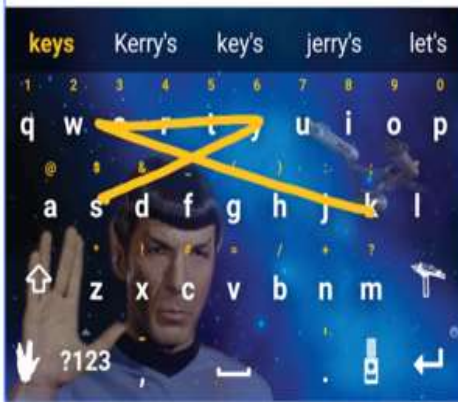 keys Kerry's key's jerry's let's
1 2 3 4 5 6 7 8 9 0
q w e r t y u i o p
@ $ & _ ( ) : ;
a s d f g h j k l
" ! # = / + ?
z x c v b n m
?123 , .